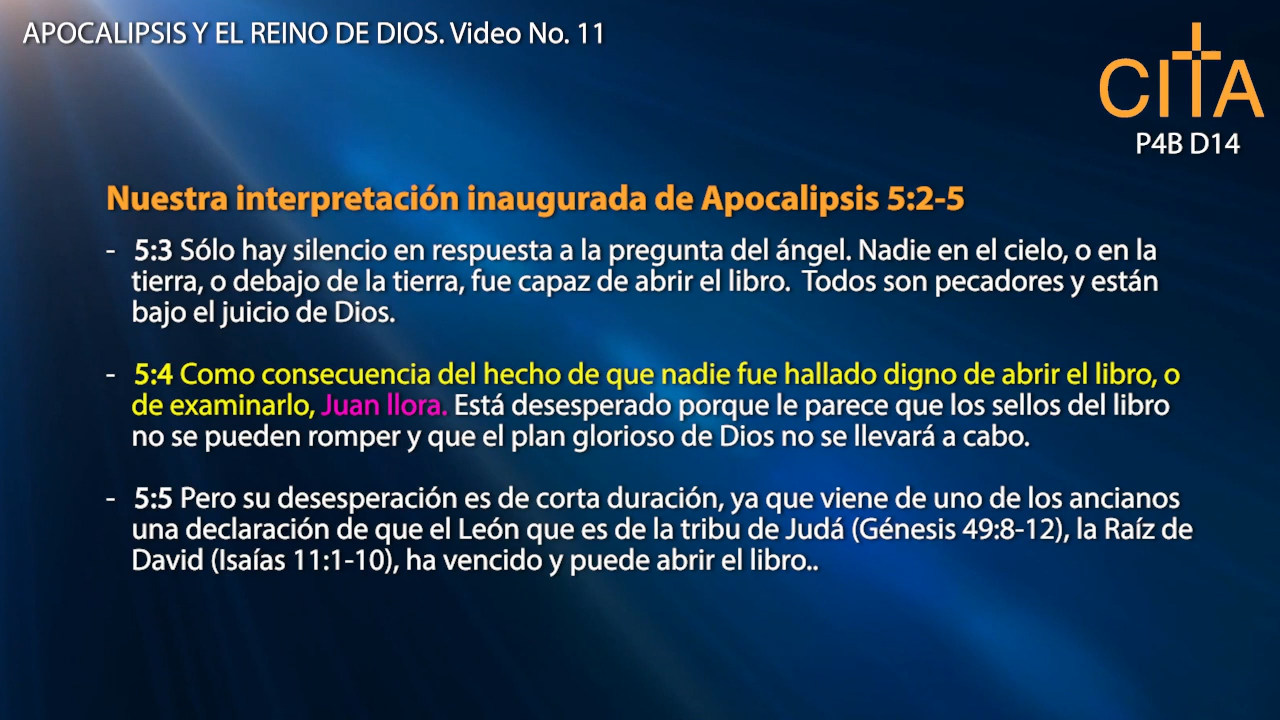 APOCALIPSIS Y EL REINO DE DIOS. Video No. 11
CITA
P4B D14
Nuestra interpretación inaugurada de Apocalipsis 5:2-5
- 5:3 Sólo hay silencio en respuesta a la pregunta del ángel. Nadie en el cielo, o en la
tierra, o debajo de la tierra, fue capaz de abrir el libro.  Todos son pecadores y están
bajo el juicio de Dios.
- 5:4 Como consecuencia del hecho de que nadie fue hallado digno de abrir el libro, o
de examinarlo, Juan llora. Está desesperado porque le parece que los sellos del libro
no se pueden romper y que el plan glorioso de Dios no se llevará a cabo.
- 5:5 Pero su desesperación es de corta duración, ya que viene de uno de los ancianos
una declaración de que el León que es de la tribu de Judá (Génesis 49:8-12), la Raíz de
David (Isaías 11:1-10), ha vencido y puede abrir el libro..